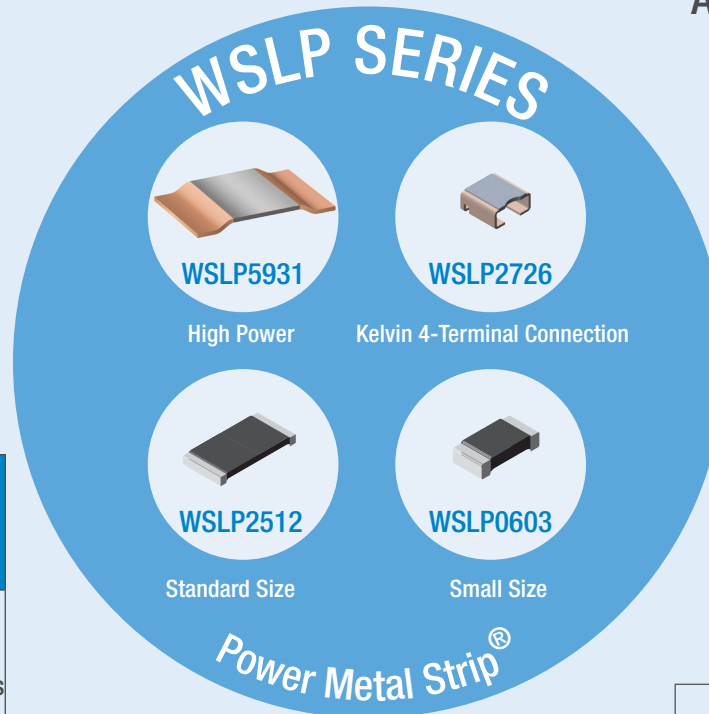 A
WSLP SERIES
WSLP5931
WSLP2726
High Power
Kelvin 4-Terminal Connection
WSLP2512
WSLP0603
Standard Size
Small Size
Power Metal Strip®
s